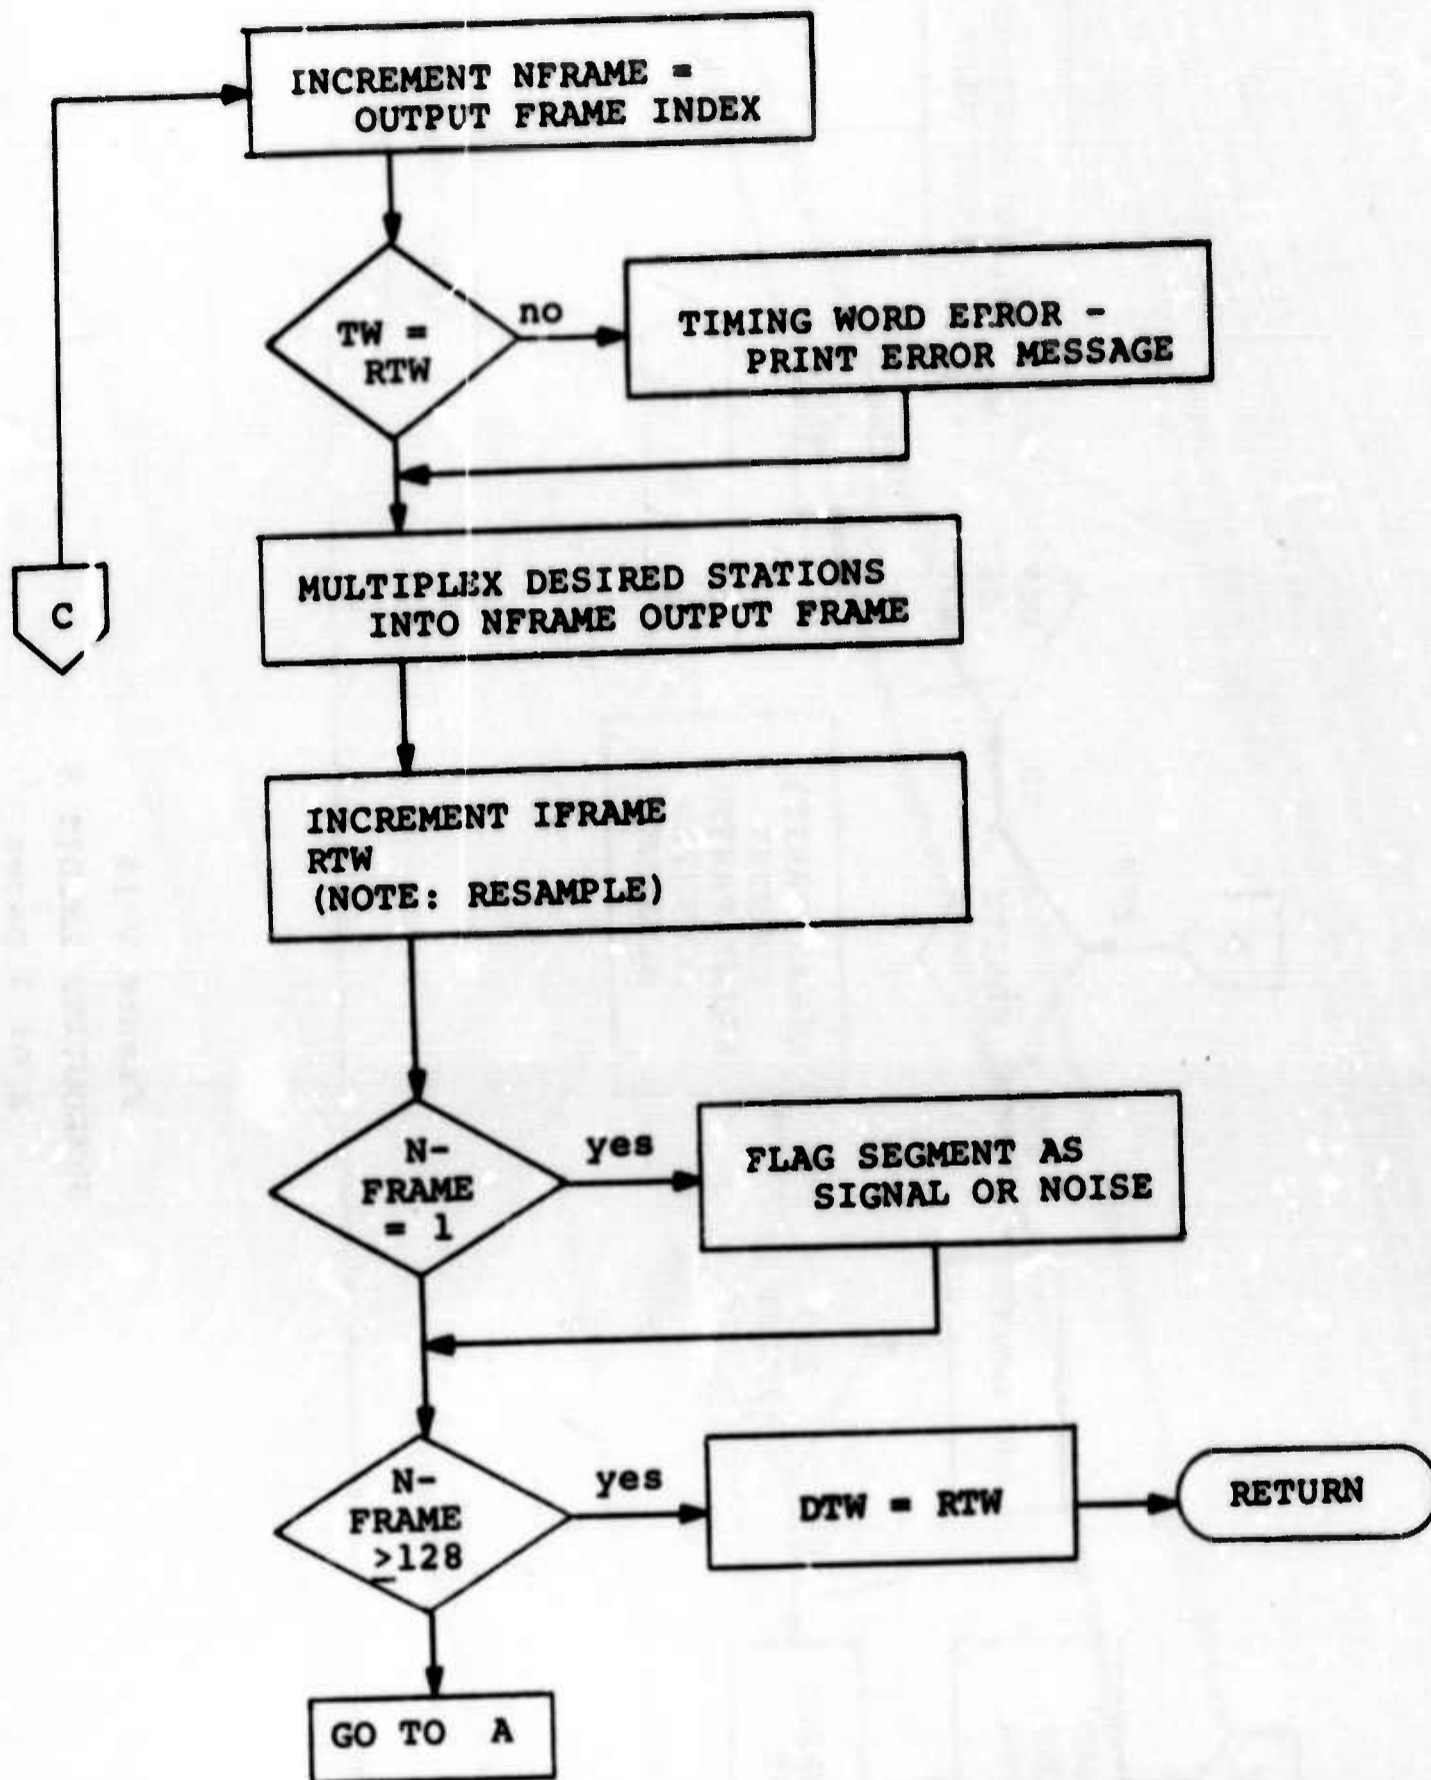 INCREMENT NFRAME =
OUTPUT FRAME INDEX
TW =
RTW
no
TIMING WORD ERROR -
PRINT ERROR MESSAGE
C
MULTIPLEX DESIRED STATIONS
INTO NFRAME OUTPUT FRAME
INCREMENT IFRAME
RTW
(NOTE: RESAMPLE)
N-
FRAME
= 1
yes
FLAG SEGMENT AS
SIGNAL OR NOISE
N-
FRAME
≥128
yes
DTW = RTW
RETURN
GO TO A